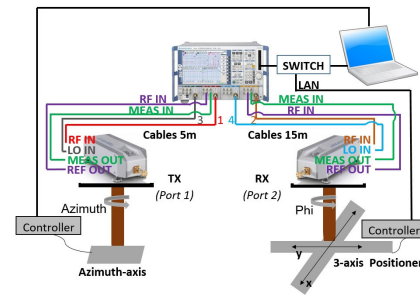 SWITCH
LAN
RF IN
MEAS IN
MEAS IN
RF IN
3
1
4
2
Cables 5m
Cables 15m
RF IN
LO IN
MEAS OUT
REF OUT
RF IN
LO IN
MEAS OUT
REF OUT
TX
(Port 1)
RX
(Port 2)
Azimuth
Phi
Controller
Controller
Azimuth-axis
y
x
3-axis Positioner